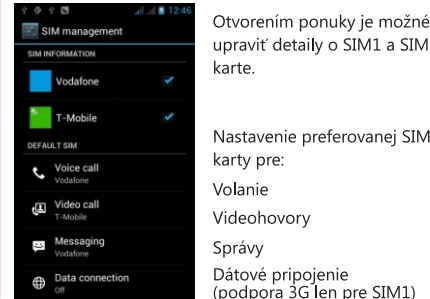 12:46
SIM management
SIM INFORMATION
Vodafone
T-Mobile
DEFAULT SIM
Voice call
Vodafone
Video call
T-Mobile
Messaging
Vodafone
Data connection
Off
Otvorením ponuky je možné
upraviť detaily o SIM1 a SIM
karte.
Nastavenie preferovanej SIM
karty pre:
Volanie
Videohovory
Správy
Dátové pripojenie
(podpora 3G len pre SIM1)